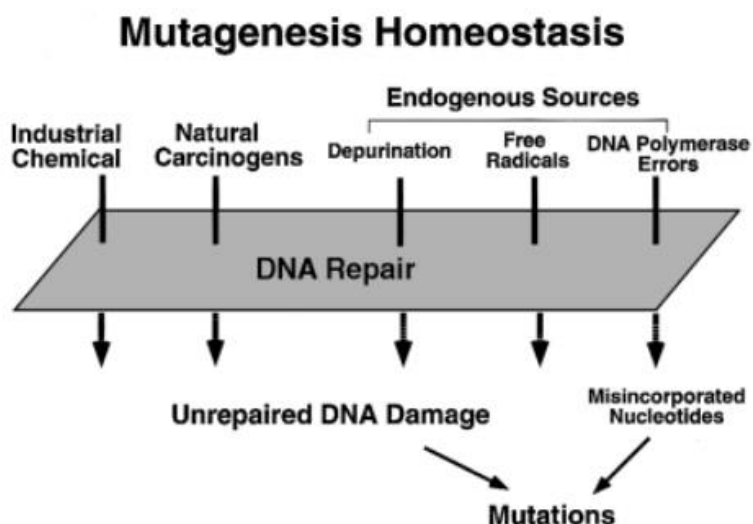 Mutagenesis Homeostasis
Endogenous Sources
Industrial
Chemical
Natural
Carcinogens
Depurination
Free
Radicals
DNA Polymerase
Errors
DNA Repair
Unrepaired DNA Damage
Misincorporated
Nucleotides
Mutations